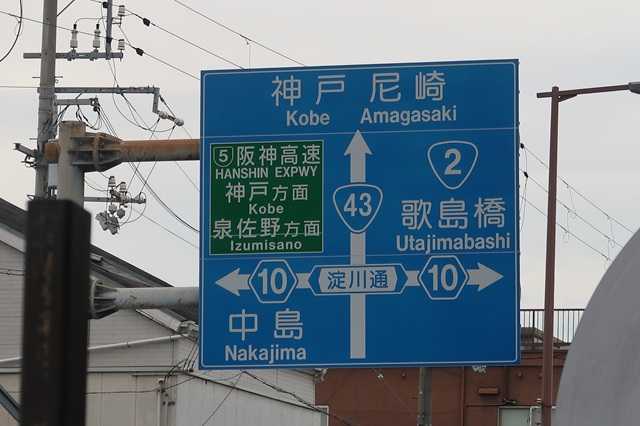 神戸 尼崎
Kobe Amagasaki
5 阪神高速
HANSHIN EXPWY
神戸方面
Kobe
泉佐野方面
Izumisano
2
43
歌島橋
Utajimabashi
10 淀川通 10
中島
Nakajima